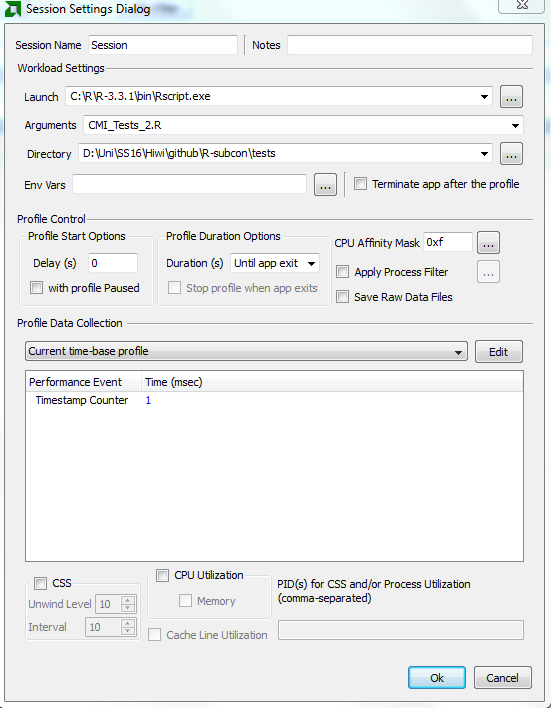 Session Settings Dialog
Session Name Session Notes
Workload Settings
Launch C:\R\R-3.3.1\bin\Rscript.exe ...
Arguments CMI_Tests_2.R
Directory D:\Uni\SS16\Hiwi\github\R-subcon\tests ...
Env Vars ... Terminate app after the profile
Profile Control
Profile Start Options Profile Duration Options CPU Affinity Mask 0xf ...
Delay (s) 0 Duration (s) Until app exit Apply Process Filter ...
with profile Paused Stop profile when app exits Save Raw Data Files
Profile Data Collection
Current time-base profile Edit
Performance Event Time (msec)
Timestamp Counter 1
CSS CPU Utilization PID(s) for CSS and/or Process Utilization
Unwind Level 10 Memory (comma-separated)
Interval 10 Cache Line Utilization
Ok Cancel